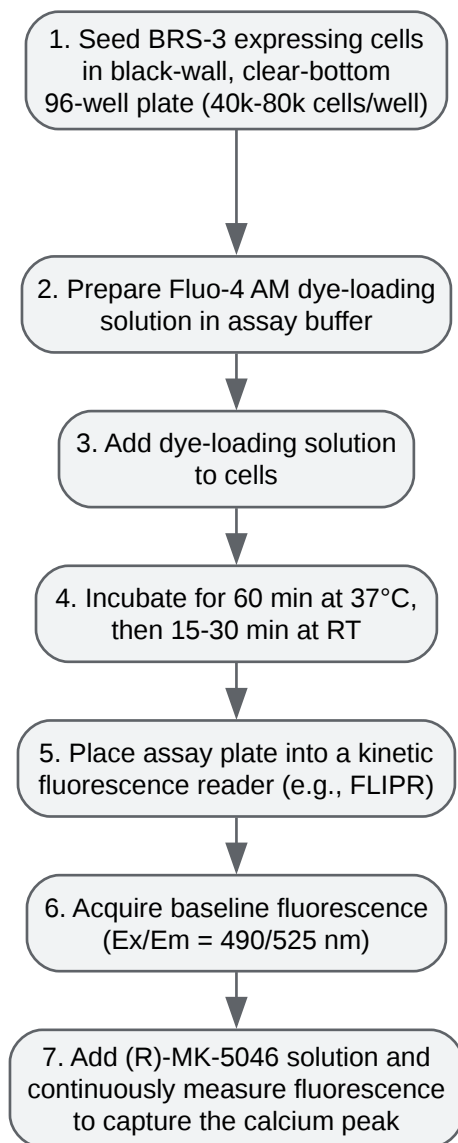 1. Seed BRS-3 expressing cells
in black-wall, clear-bottom
96-well plate (40k-80k cells/well)
2. Prepare Fluo-4 AM dye-loading
solution in assay buffer
3. Add dye-loading solution
to cells
4. Incubate for 60 min at 37°C,
then 15-30 min at RT
5. Place assay plate into a kinetic
fluorescence reader (e.g., FLIPR)
6. Acquire baseline fluorescence
(Ex/Em = 490/525 nm)
7. Add (R)-MK-5046 solution and
continuously measure fluorescence
to capture the calcium peak